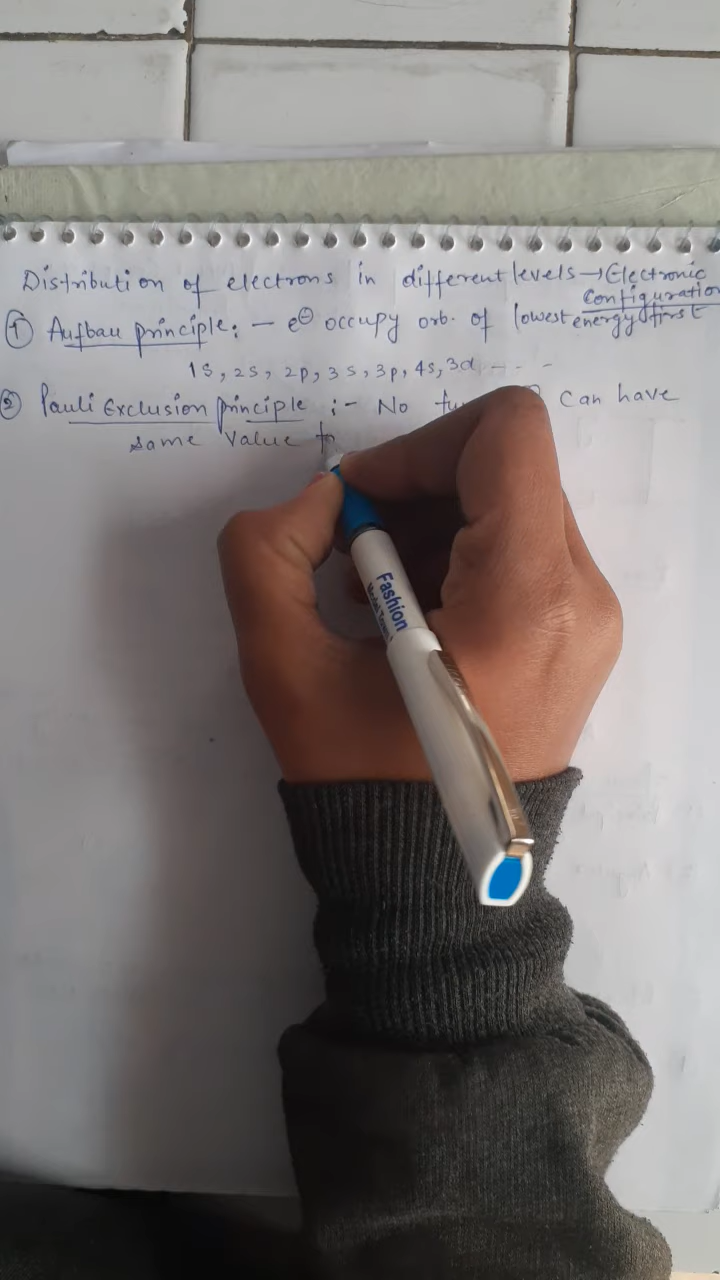 Distribution of electrons in different levels → Electronic
Configuration
① Aufbau principle: - e⊖ occupy orb. of lowest energy first
1s, 2s, 2p, 3s, 3p, 4s, 3d - - -
② Pauli Exclusion principle :- No can have
same value
Fashion